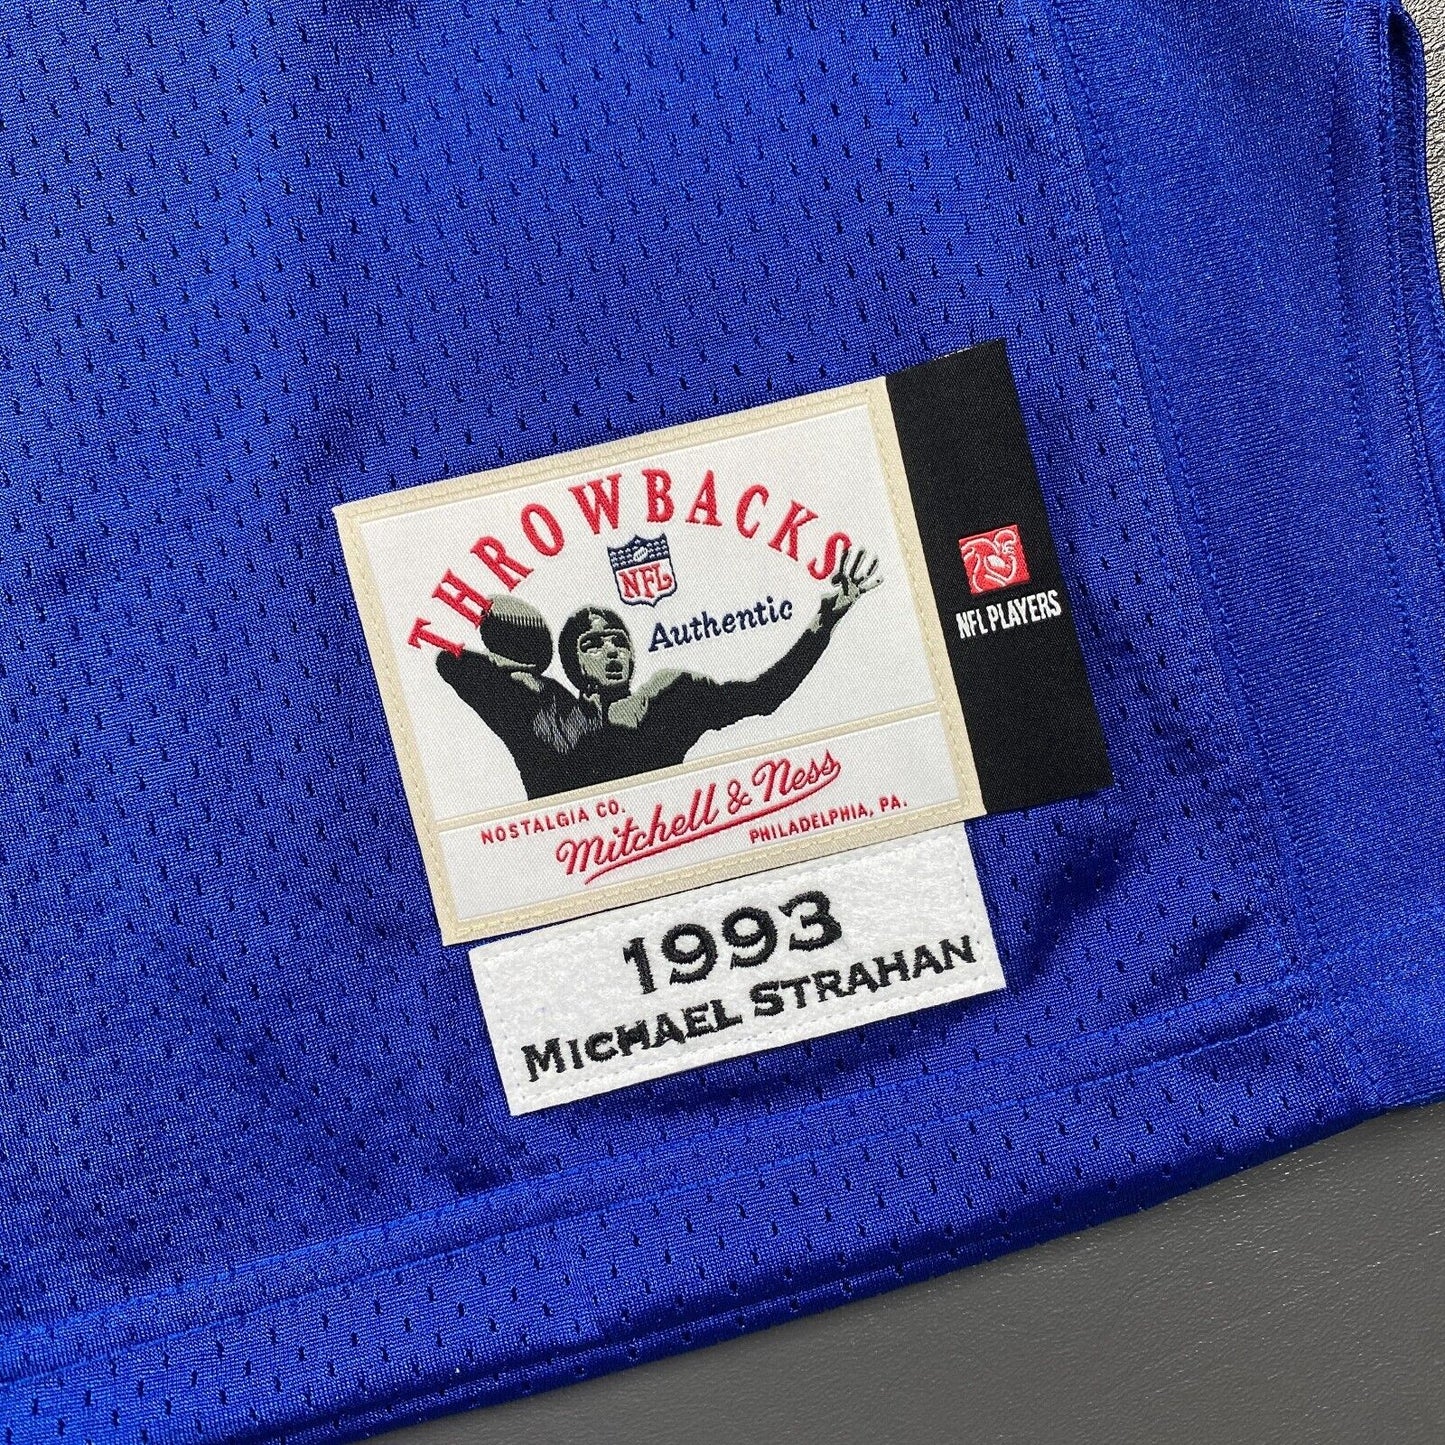 THROWBACKS
NFL
Authentic
NFL PLAYERS
NOSTALGIA CO.
Mitchell & Ness
PHILADELPHIA, PA.
1993
MICHAEL STRAHAN